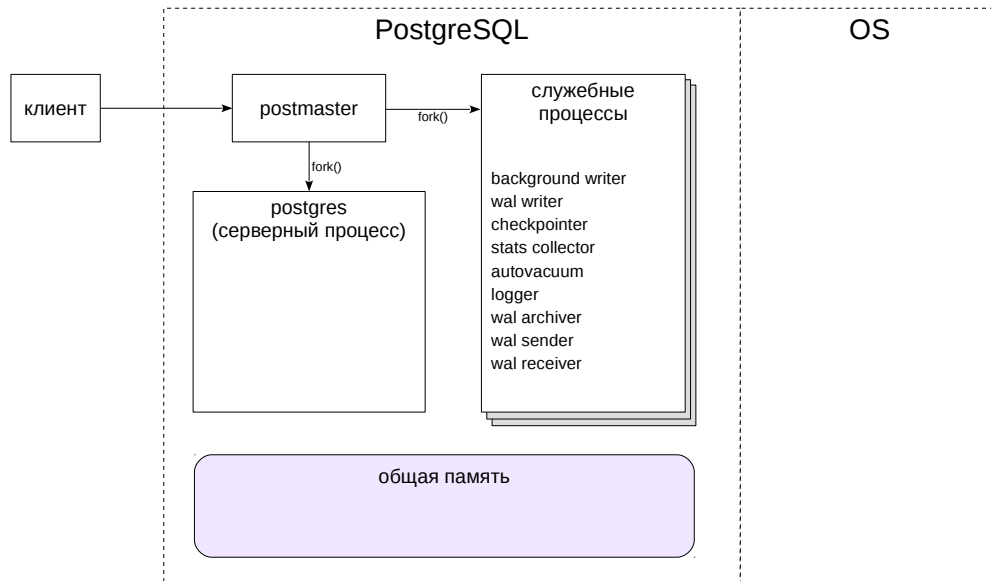 PostgreSQL
OS
клиент
postmaster
fork()
fork()
служебные
процессы
background writer
wal writer
checkpointer
stats collector
autovacuum
logger
wal archiver
wal sender
wal receiver
postgres
(серверный процесс)
общая память